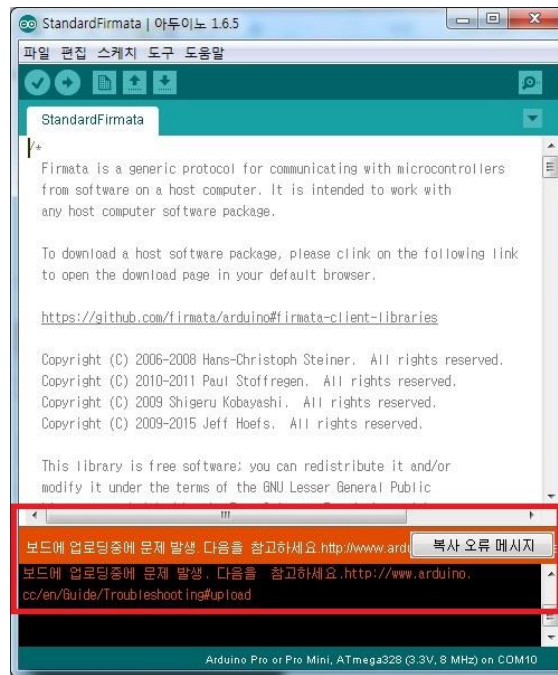 StandardFirmata | 아두이노 1.6.5
파일 편집 스케치 도구 도움말
StandardFirmata
/*
Firmata is a generic protocol for communicating with microcontrollers
from software on a host computer. It is intended to work with
any host computer software package.
To download a host software package, please clink on the following link
to open the download page in your default browser.
https://github.com/firmata/arduino#firmata-client-libraries
Copyright (C) 2006-2008 Hans-Christoph Steiner. All rights reserved.
Copyright (C) 2010-2011 Paul Stoffregen. All rights reserved.
Copyright (C) 2009 Shigeru Kobayashi. All rights reserved.
Copyright (C) 2009-2015 Jeff Hoefs. All rights reserved.
This library is free software; you can redistribute it and/or
modify it under the terms of the GNU Lesser General Public
보드에 업로딩중에 문제 발생. 다음을 참고하세요.http://www.ardu
복사 오류 메시지
보드에 업로딩중에 문제 발생. 다음을 참고하세요.http://www.arduino.
cc/en/Guide/Troubleshooting#upload
Arduino Pro or Pro Mini, ATmega328 (3.3V, 8 MHz) on COM10